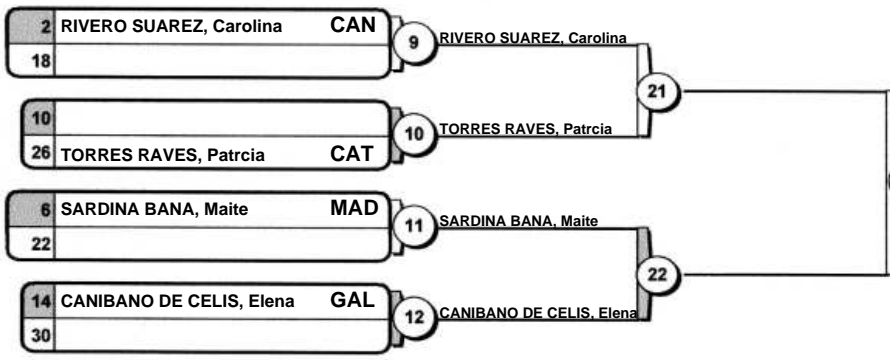 2 RIVERO SUAREZ, Carolina CAN
18
9 RIVERO SUAREZ, Carolina
21
10
26 TORRES RAVES, Patrcia CAT
10 TORRES RAVES, Patrcia
6 SARDINA BANA, Maite MAD
22
11 SARDINA BANA, Maite
22
14 CANIBANO DE CELIS, Elena GAL
30
12 CANIBANO DE CELIS, Elena